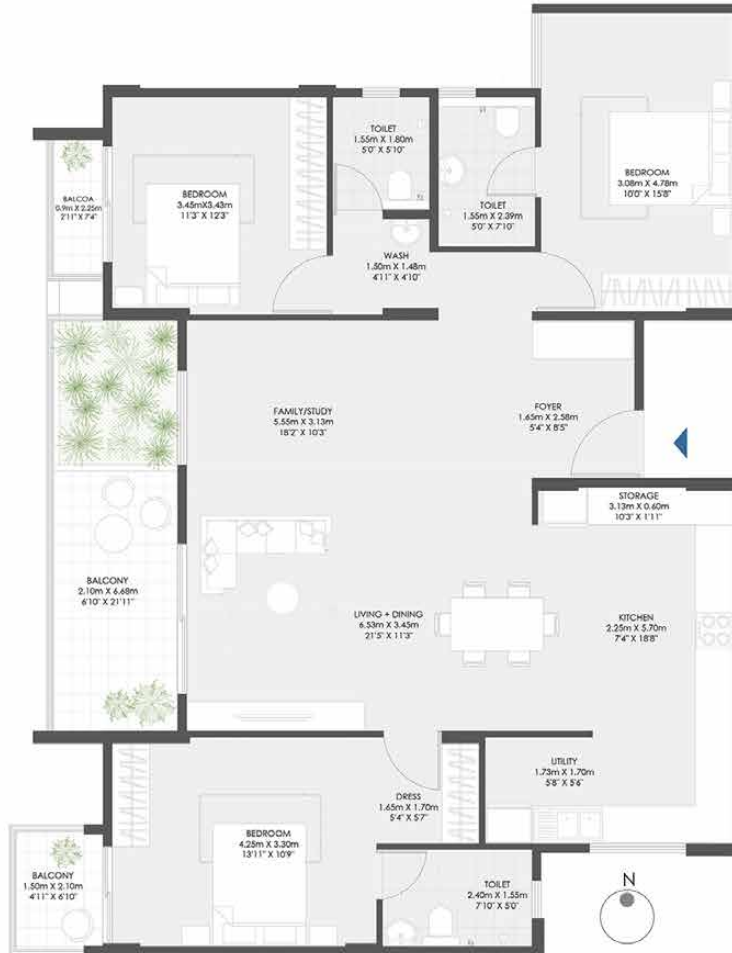 TOILET
1.55m X 1.80m
5'0" X 5'10"
BEDROOM
3.08m X 4.78m
10'0" X 15'8"
BALCOA
0.9m X 2.25m
2'11" X 7'4"
BEDROOM
3.45mX3.43m
11'3" X 12'3"
TOILET
1.55m X 2.39m
5'0" X 7'10"
WASH
1.50m X 1.48m
4'11" X 4'10"
FAMILY/STUDY
5.55m X 3.13m
18'2" X 10'3"
FOYER
1.65m X 2.58m
5'4" X 8'5"
STORAGE
3.13m X 0.60m
10'3" X 1'11"
BALCONY
2.10m X 6.68m
6'10" X 21'11"
LIVING + DINING
6.53m X 3.45m
21'5" X 11'3"
KITCHEN
2.25m X 5.70m
7'4" X 18'8"
UTILITY
1.73m X 1.70m
5'8" X 5'6"
DRESS
1.65m X 1.70m
5'4" X 5'7"
BEDROOM
4.25m X 3.30m
13'11" X 10'9"
BALCONY
1.50m X 2.10m
4'11" X 6'10"
TOILET
2.40m X 1.55m
7'10" X 5'0"
N